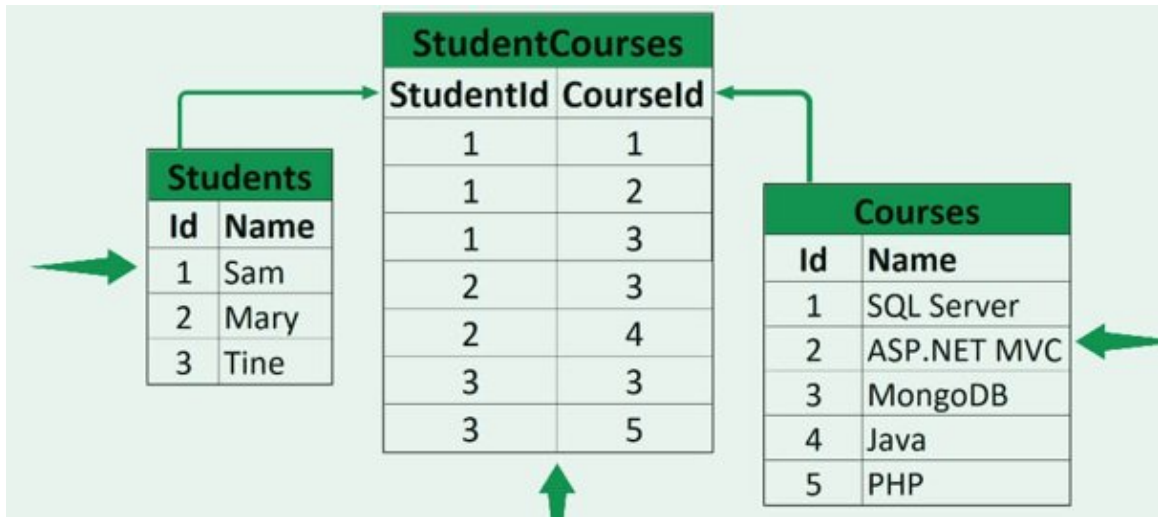 StudentCourses
StudentId CourseId
1 1
1 2
1 3
2 3
2 4
3 3
3 5
Students
Id Name
1 Sam
2 Mary
3 Tine
Courses
Id Name
1 SQL Server
2 ASP.NET MVC
3 MongoDB
4 Java
5 PHP